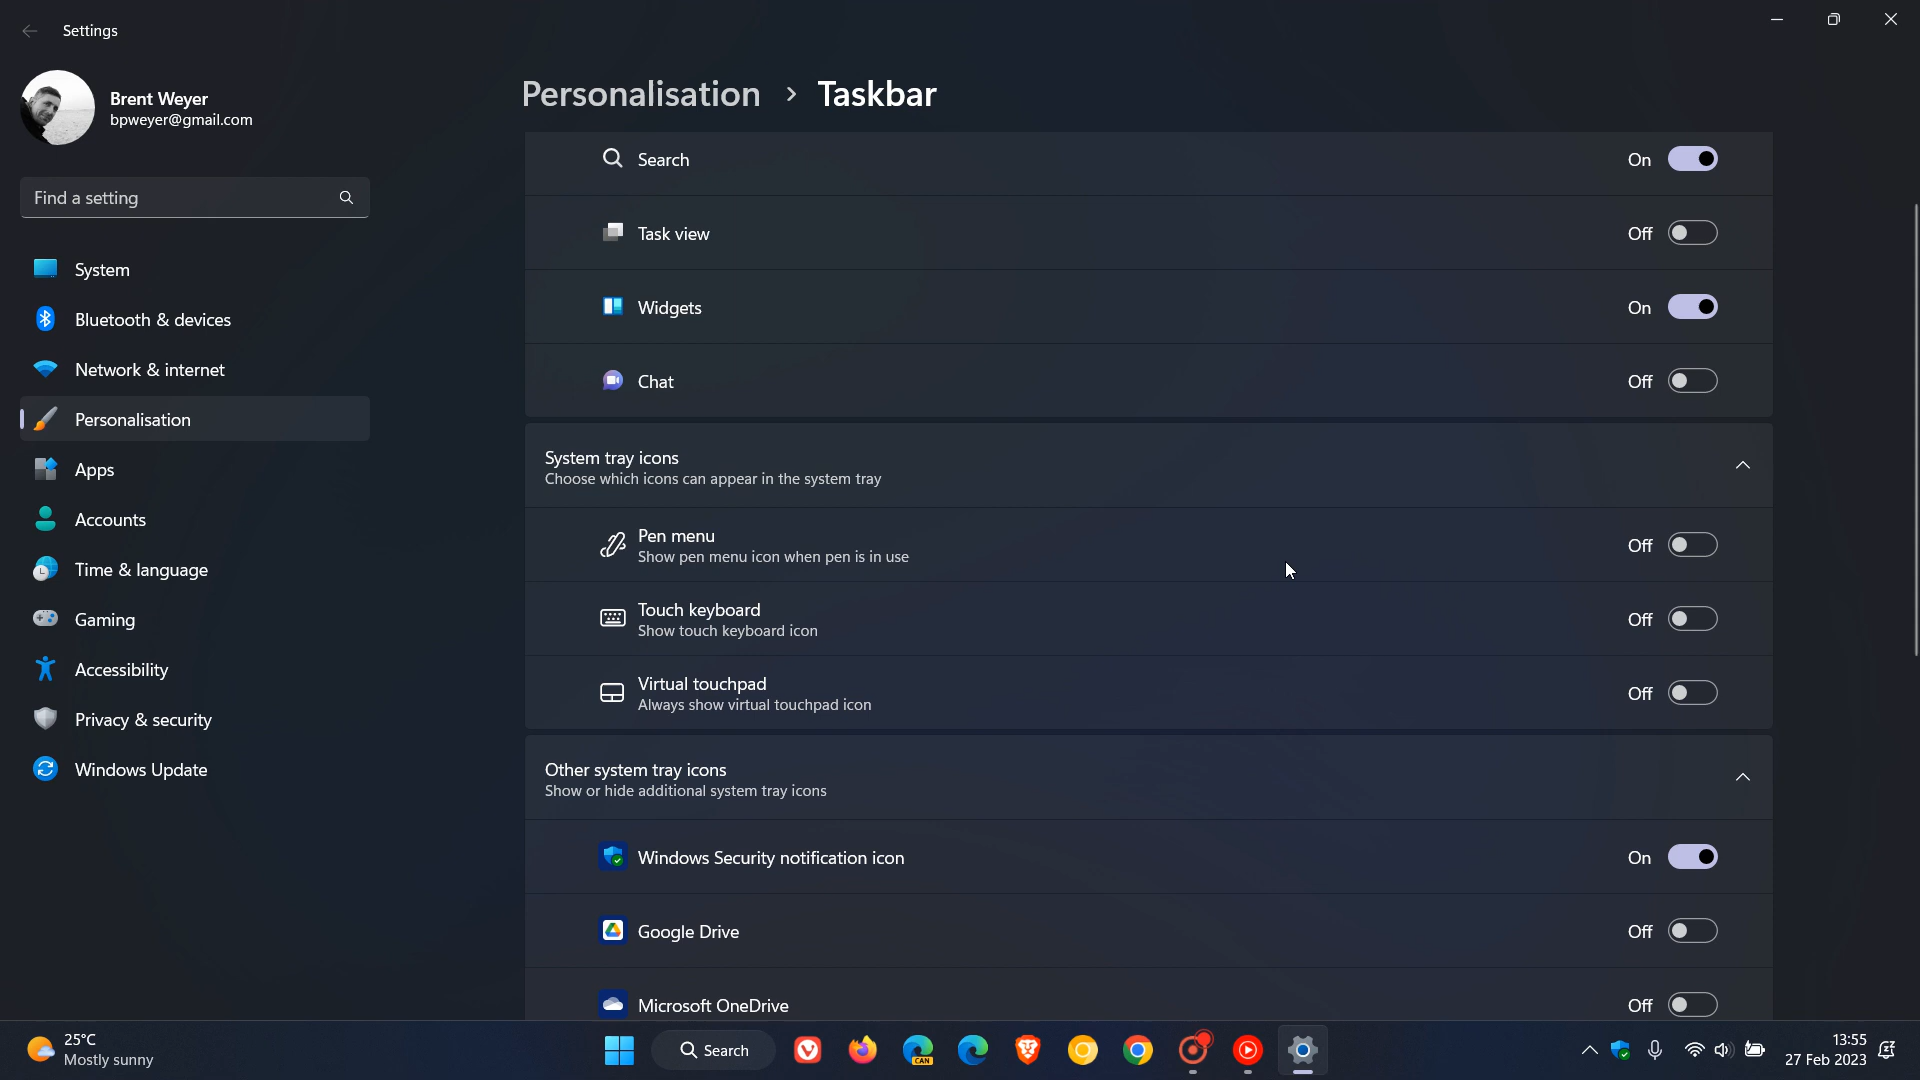 Settings
Brent Weyer
bpweyer@gmail.com
Find a setting
System
Bluetooth & devices
Network & internet
Personalisation
Apps
Accounts
Time & language
Gaming
Accessibility
Privacy & security
Windows Update
Personalisation > Taskbar
Search On
Task view Off
Widgets On
Chat Off
System tray icons
Choose which icons can appear in the system tray
Pen menu
Show pen menu icon when pen is in use
Off
Touch keyboard
Show touch keyboard icon
Off
Virtual touchpad
Always show virtual touchpad icon
Off
Other system tray icons
Show or hide additional system tray icons
Windows Security notification icon On
Google Drive Off
Microsoft OneDrive Off
25°C
Mostly sunny
Search
CAN
13:55
27 Feb 2023